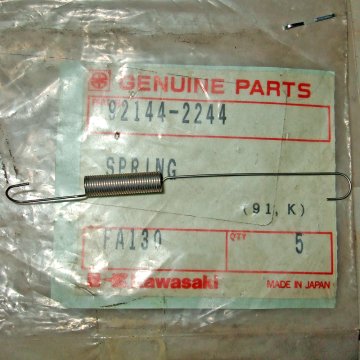 GENUINE PARTS
92144-2244
SPRING
(91, K)
FA130
QTY
5
Kawasaki
MADE IN JAPAN